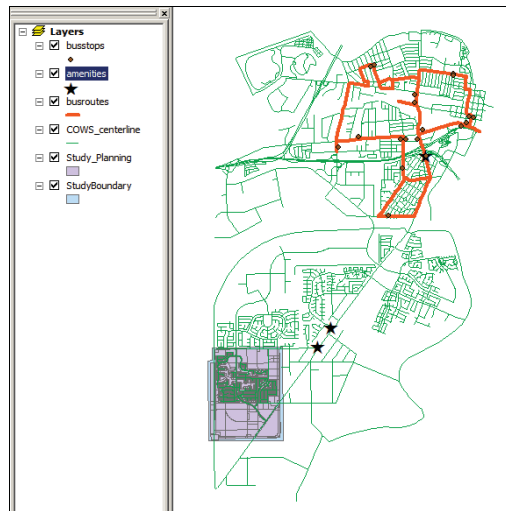 Layers
busstops
amenities
busroutes
COWS_centerline
Study_Planning
StudyBoundary